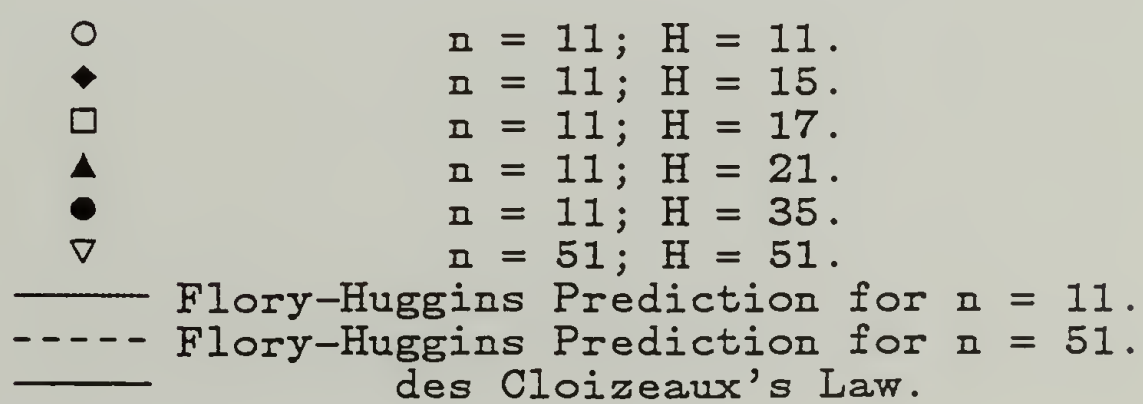 n = 11; H = 11.
n = 11; H = 15.
n = 11; H = 17.
n = 11; H = 21.
n = 11; H = 35.
n = 51; H = 51.
Flory-Huggins Prediction for n = 11.
Flory-Huggins Prediction for n = 51.
des Cloizeaux's Law.